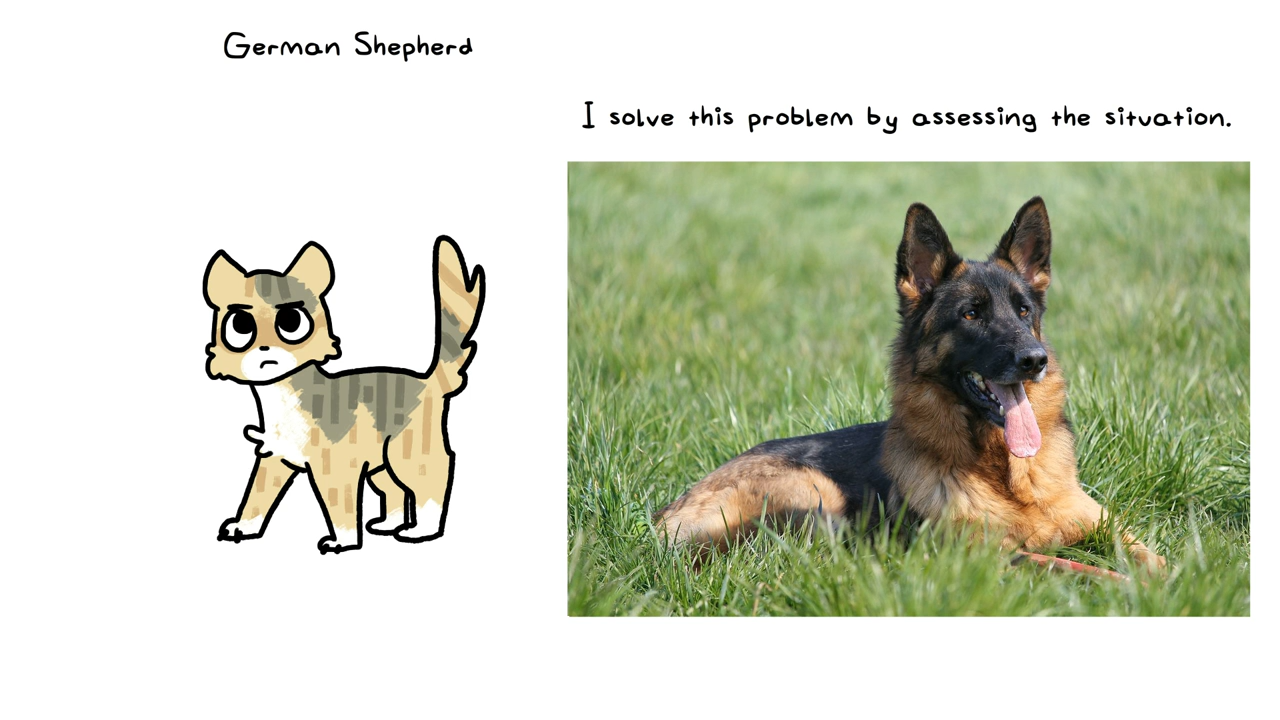 German Shepherd
I solve this problem by assessing the situation.